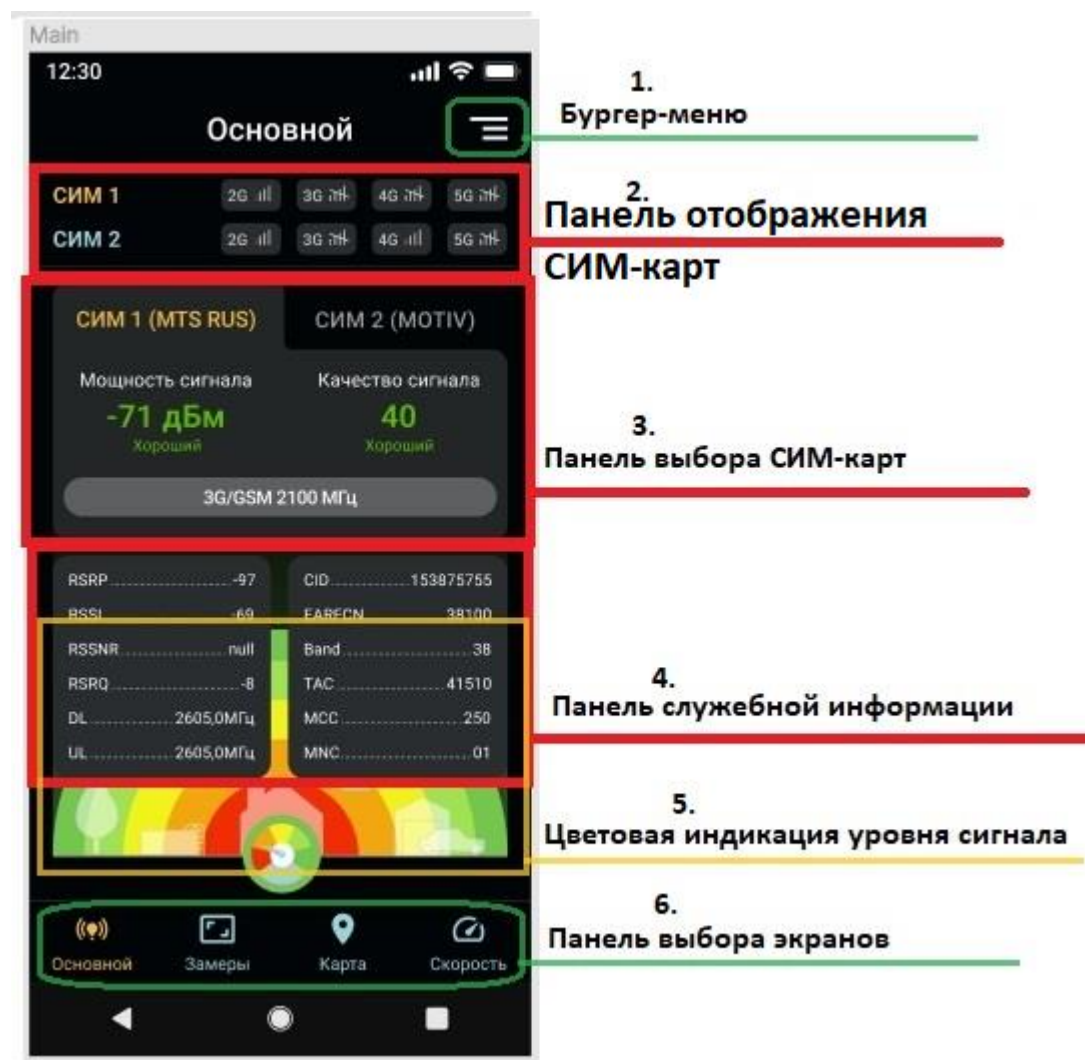 Main
12:30
Основной
1.
Бургер-меню
СИМ 1 2G 3G 4G 5G
СИМ 2 2G 3G 4G 5G
2.
Панель отображения
СИМ-карт
СИМ 1 (MTS RUS) СИМ 2 (MOTIV)
Мощность сигнала Качество сигнала
-71 дБм 40
Хороший Хороший
3G/GSM 2100 МГц
3.
Панель выбора СИМ-карт
RSRP -97 CID 153875755
RSSI -69 EARFCN 38100
RSSNR null Band 38
RSRQ -8 TAC 41510
DL 2605,0МГц MCC 250
UL 2605,0МГц MNC 01
4.
Панель служебной информации
5.
Цветовая индикация уровня сигнала
6.
Панель выбора экранов
Основной Замеры Карта Скорость